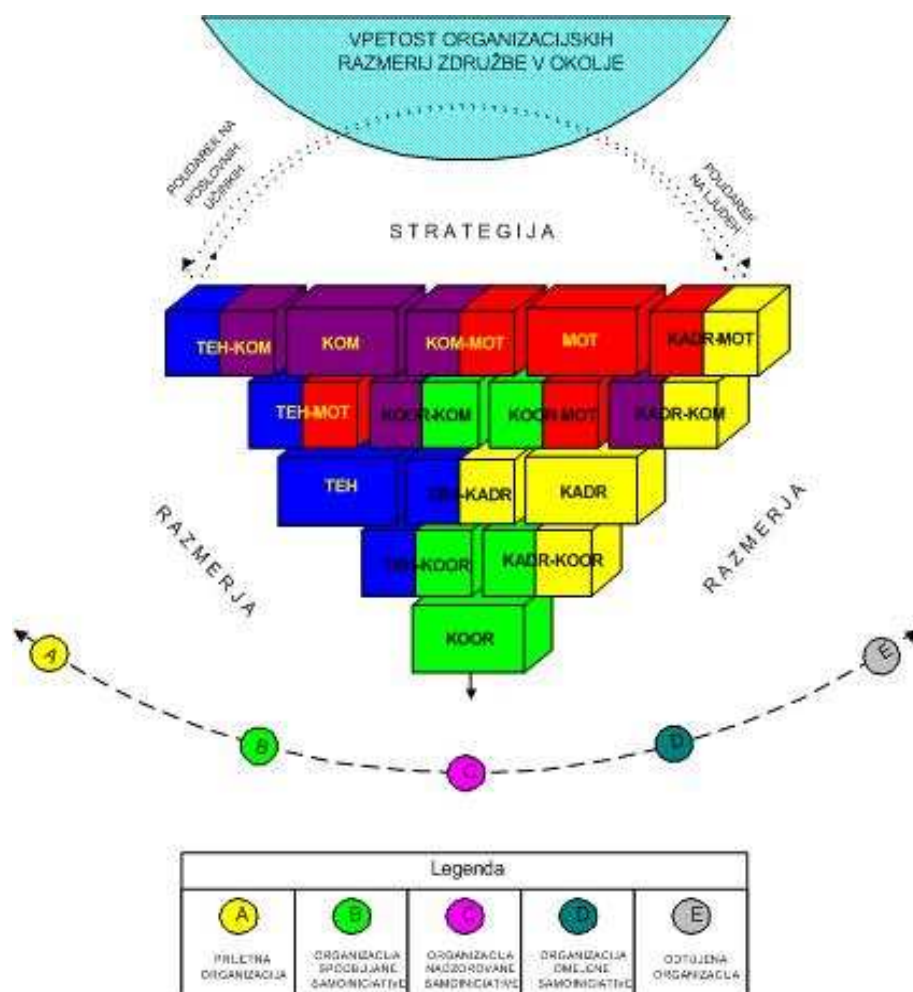 VPETOST ORGANIZACIJSKIH
RAZMERIJ ZDRUŽBE V OKOLJE
POUDAREK NA
POSLOVNIH
UČINKIH
POUDAREK
NA LJUDEH
STRATEGIJA
TEH-KOM
KOM
KOM-MOT
MOT
KADR-MOT
TEH-MOT
KOOR-KOM
KOOR-MOT
KADR-KOM
TEH
TEH-KADR
KADR
TEH-KOOR
KADR-KOOR
KOOR
RAZMERJA
RAZMERJA
A
B
C
D
E
Legenda
A
B
C
D
E
ORGANIZACIJA
ORGANIZACIJA
SPODBUJANE
SAMOINICIATIVE
ORGANIZACIJA
NADZOROVANE
SAMOINICIATIVE
ORGANIZACIJA
OMEJENE
SAMOINICIATIVE
ODTUJENA
ORGANIZACIJA